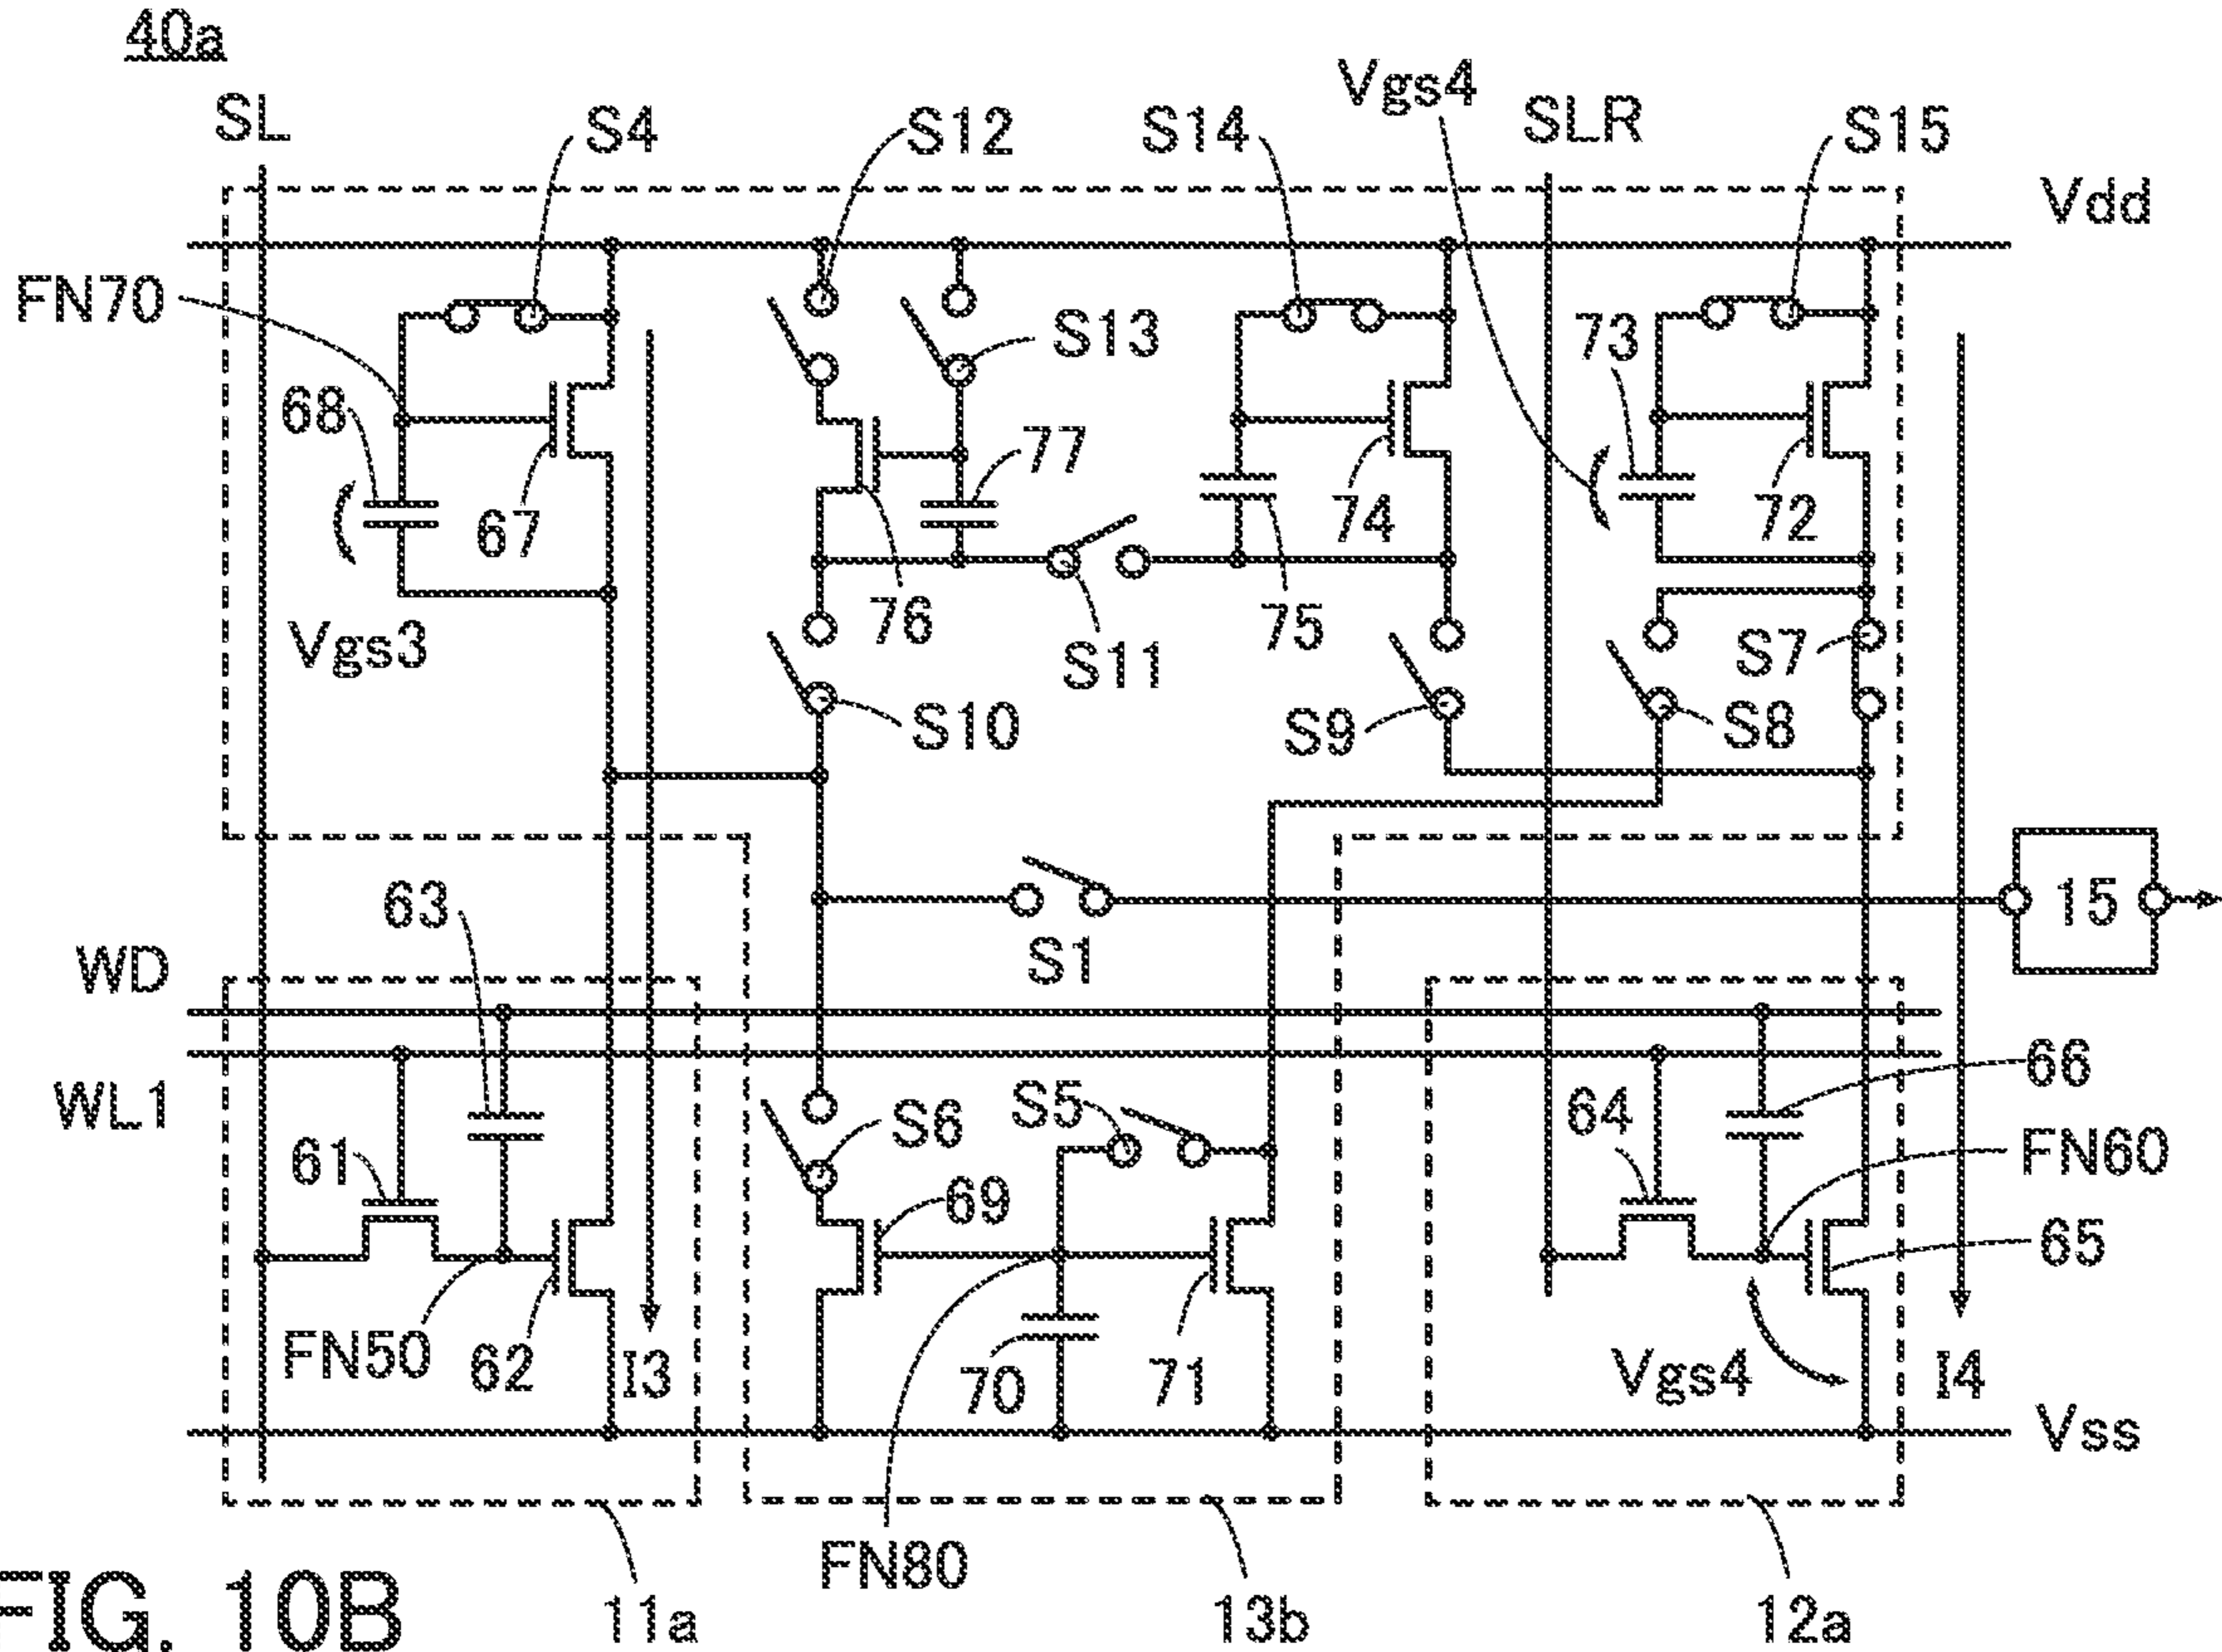 40a
SL
S4
S12
S14
Vgs4
SLR
S15
Vdd
FN70
S13
73
68
77
67
74
72
Vgs3
76
75
S11
S7
S10
S9
S8
63
15
S1
WD
66
WL1
S6
S5
64
61
FN60
69
65
FN50
62
I3
70
71
Vgs4
I4
Vss
FN80
FIG. 10B
11a
13b
12a